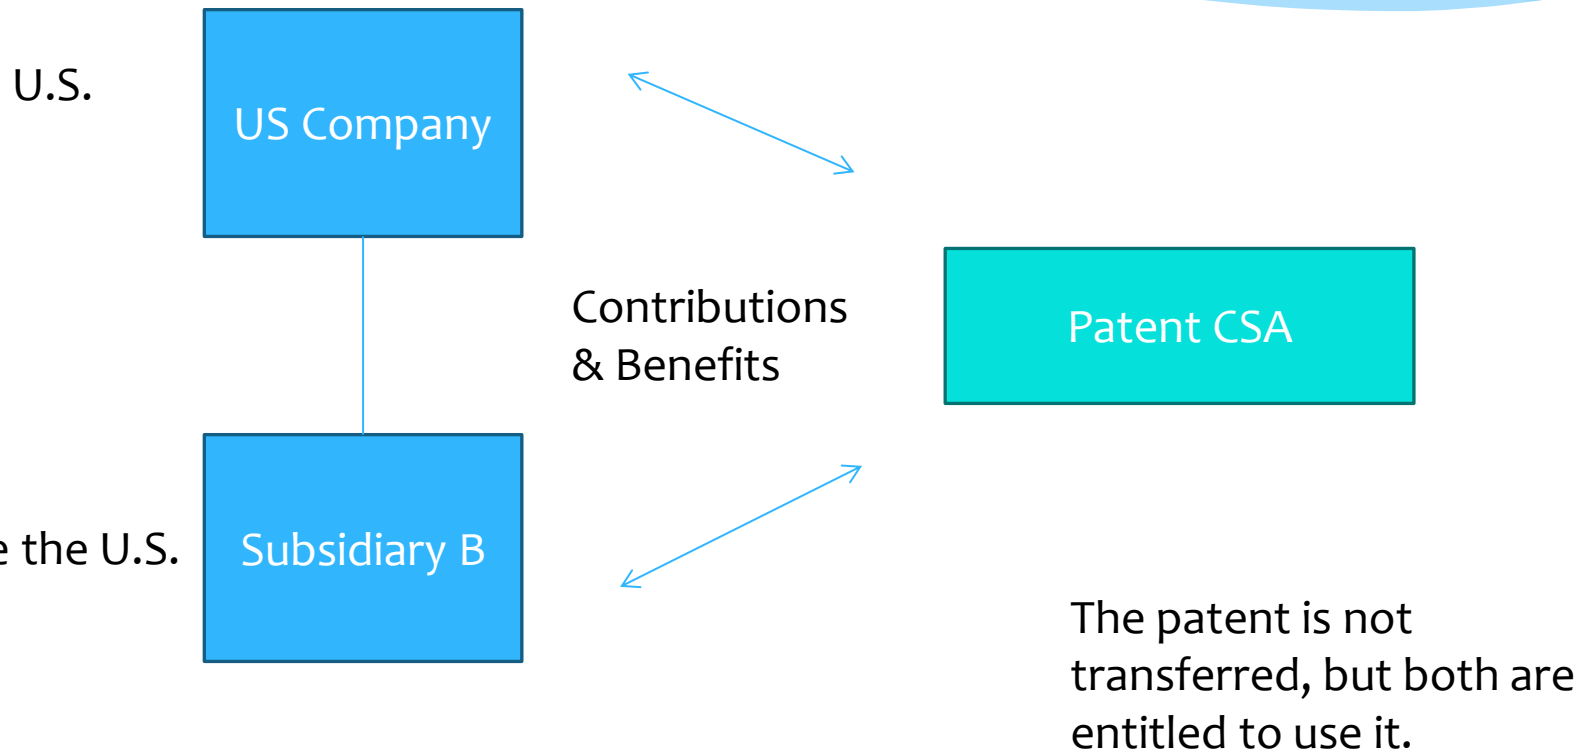 U.S.
US Company
Contributions
& Benefits
Patent CSA
e the U.S.
Subsidiary B
The patent is not
transferred, but both are
entitled to use it.